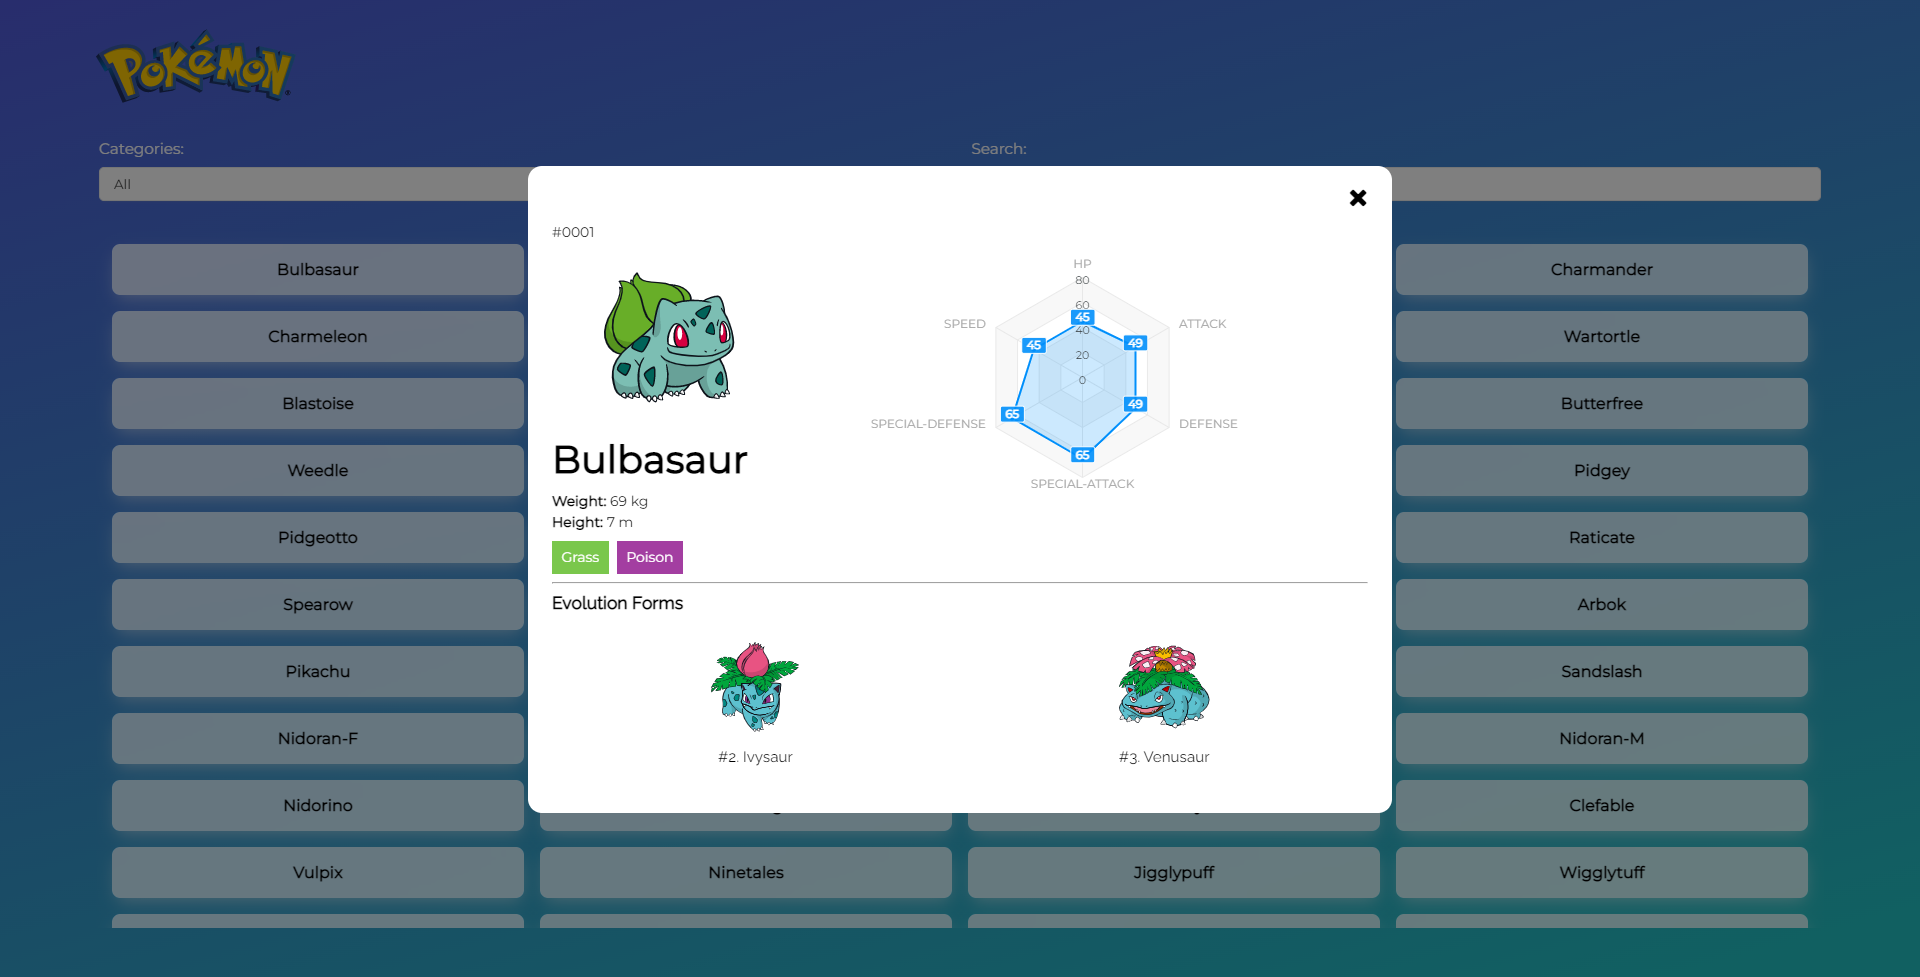 PoKéMoN
Categories:
Search:
All
Bulbasaur
Charmander
Charmeleon
Wartortle
Blastoise
Butterfree
Weedle
Pidgey
Pidgeotto
Raticate
Spearow
Arbok
Pikachu
Sandslash
Nidoran-F
Nidoran-M
Nidorino
Clefable
Vulpix
Ninetales
Jigglypuff
Wigglytuff
#0001
Bulbasaur
Weight: 69 kg
Height: 7 m
Grass
Poison
HP
80
60
45
40
20
0
SPEED
45
ATTACK
49
SPECIAL-DEFENSE
65
DEFENSE
49
65
SPECIAL-ATTACK
Evolution Forms
#2. Ivysaur
#3. Venusaur